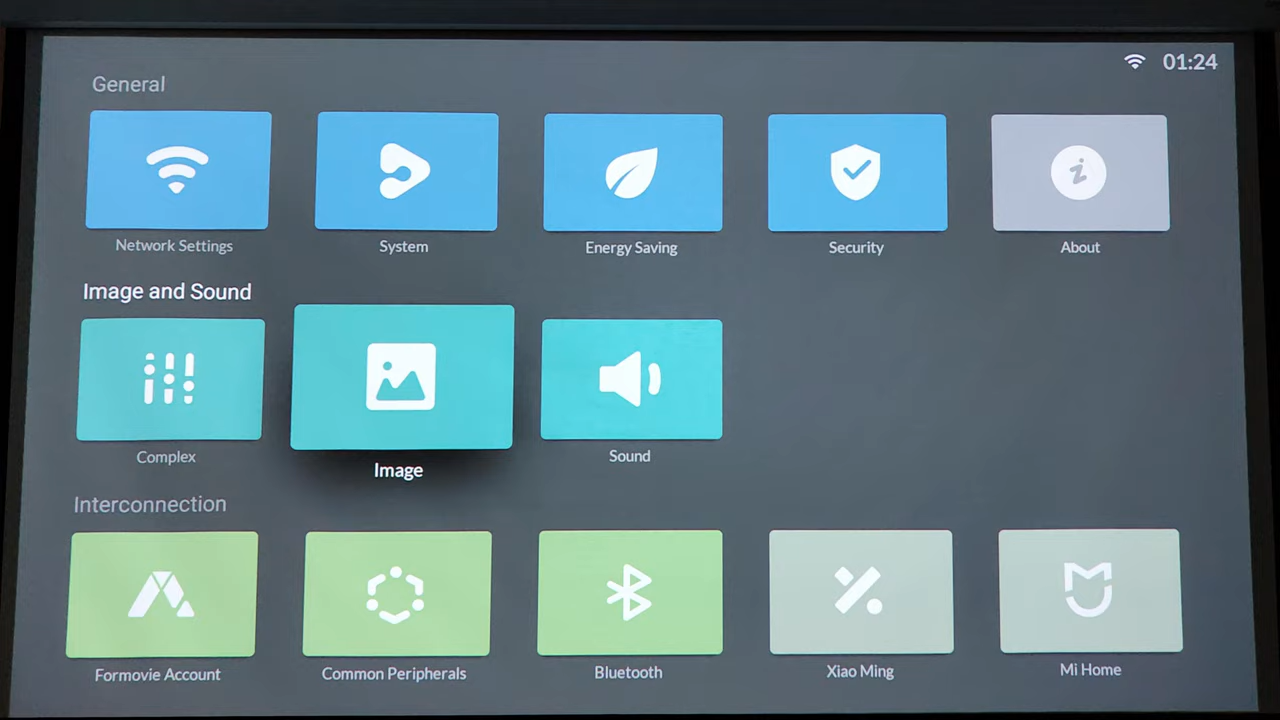 01:24
General
Network Settings
System
Energy Saving
Security
About
Image and Sound
Complex
Image
Sound
Interconnection
Formovie Account
Common Peripherals
Bluetooth
Xiao Ming
Mi Home